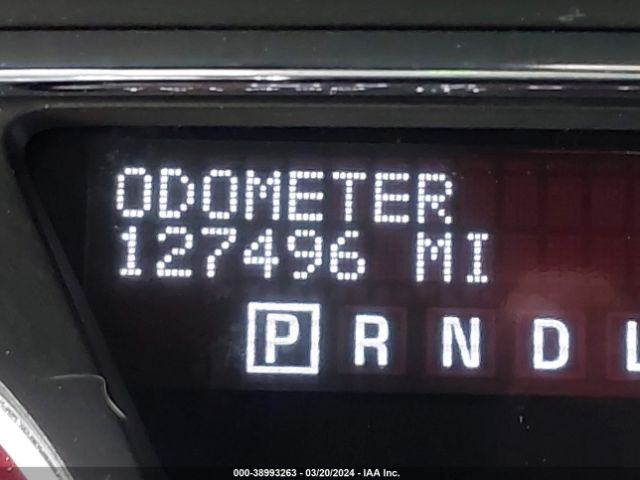 ODOMETER
127496 MI
P R N D L
000-38993263 - 03/20/2024 - IAA Inc.